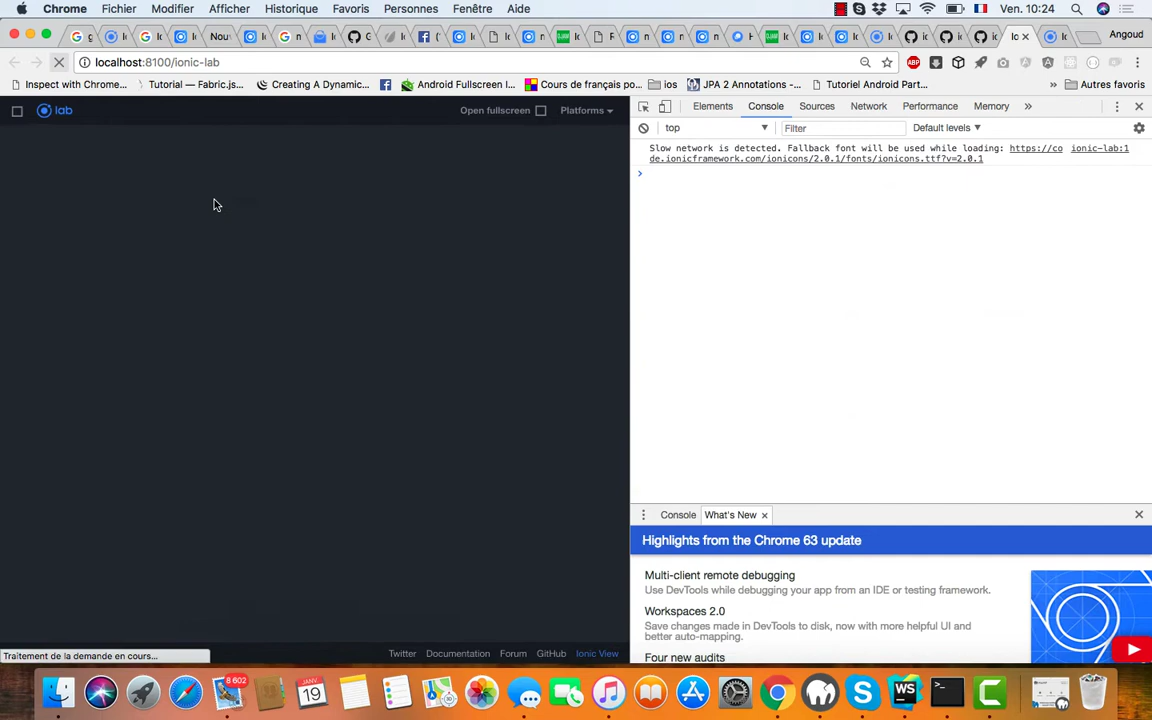 Chrome Fichier Modifier Afficher Historique Favoris Personnes Fenêtre Aide Ven. 10:24
Nou Angoud
localhost:8100/ionic-lab
Inspect with Chrome... Tutorial — Fabric.js... Creating A Dynamic... Android Fullscreen I... Cours de français po... ios JPA 2 Annotations -... Tutoriel Android Part... » Autres favoris
lab Open fullscreen Platforms
Elements Console Sources Network Performance Memory »
top Filter Default levels
Slow network is detected. Fallback font will be used while loading: https://co ionic-lab:1
de.ionicframework.com/ionicons/2.0.1/fonts/ionicons.ttf?v=2.0.1
Console What's New
Highlights from the Chrome 63 update
Multi-client remote debugging
Use DevTools while debugging your app from an IDE or testing framework.
Workspaces 2.0
Save changes made in DevTools to disk, now with more helpful UI and
better auto-mapping.
Four new audits
Traitement de la demande en cours...
Twitter Documentation Forum GitHub Ionic View
8 602
JANV.
19
WS